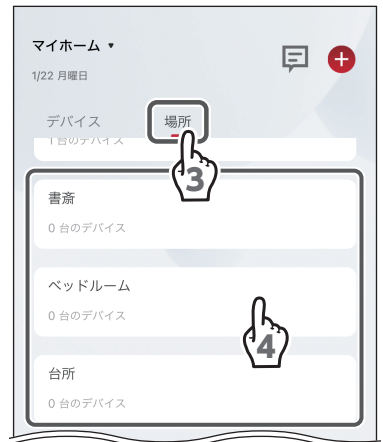 マイホーム
1/22 月曜日
デバイス 場所
1 台のデバイス
3
書斎
0 台のデバイス
ベッドルーム
0 台のデバイス
4
台所
0 台のデバイス